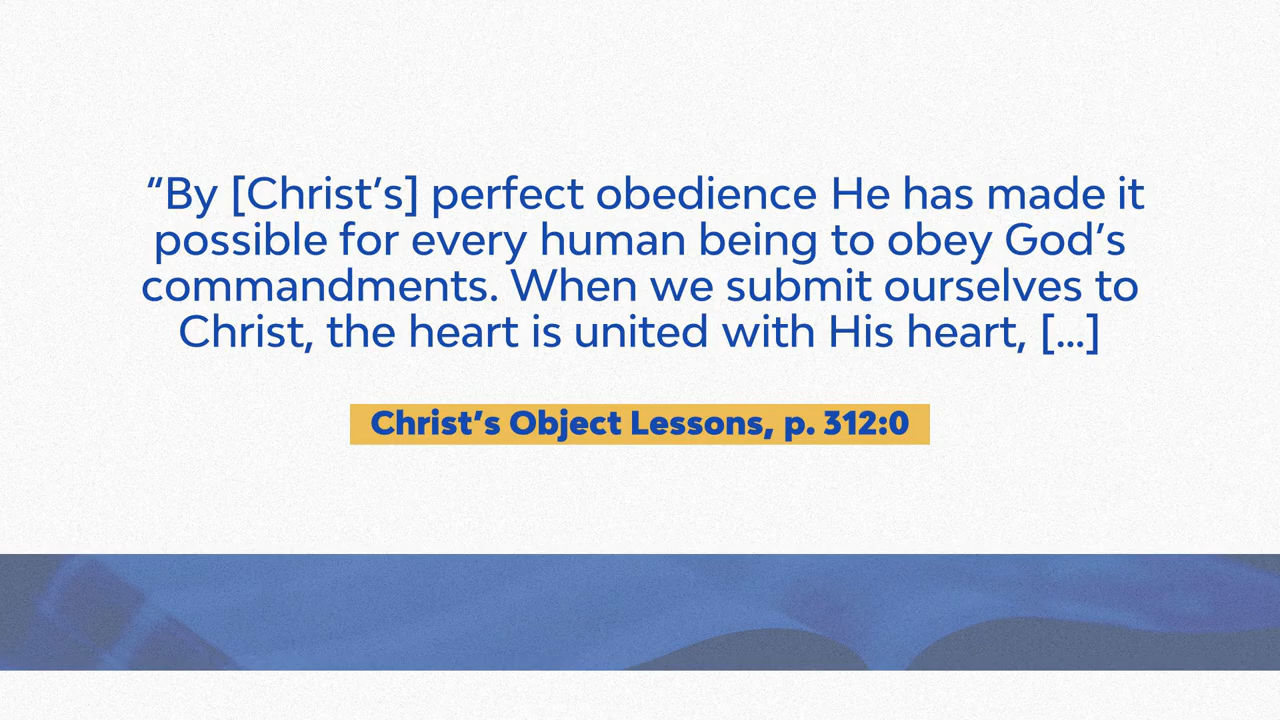 “By [Christ’s] perfect obedience He has made it
possible for every human being to obey God’s
commandments. When we submit ourselves to
Christ, the heart is united with His heart, [...]
Christ’s Object Lessons, p. 312:0